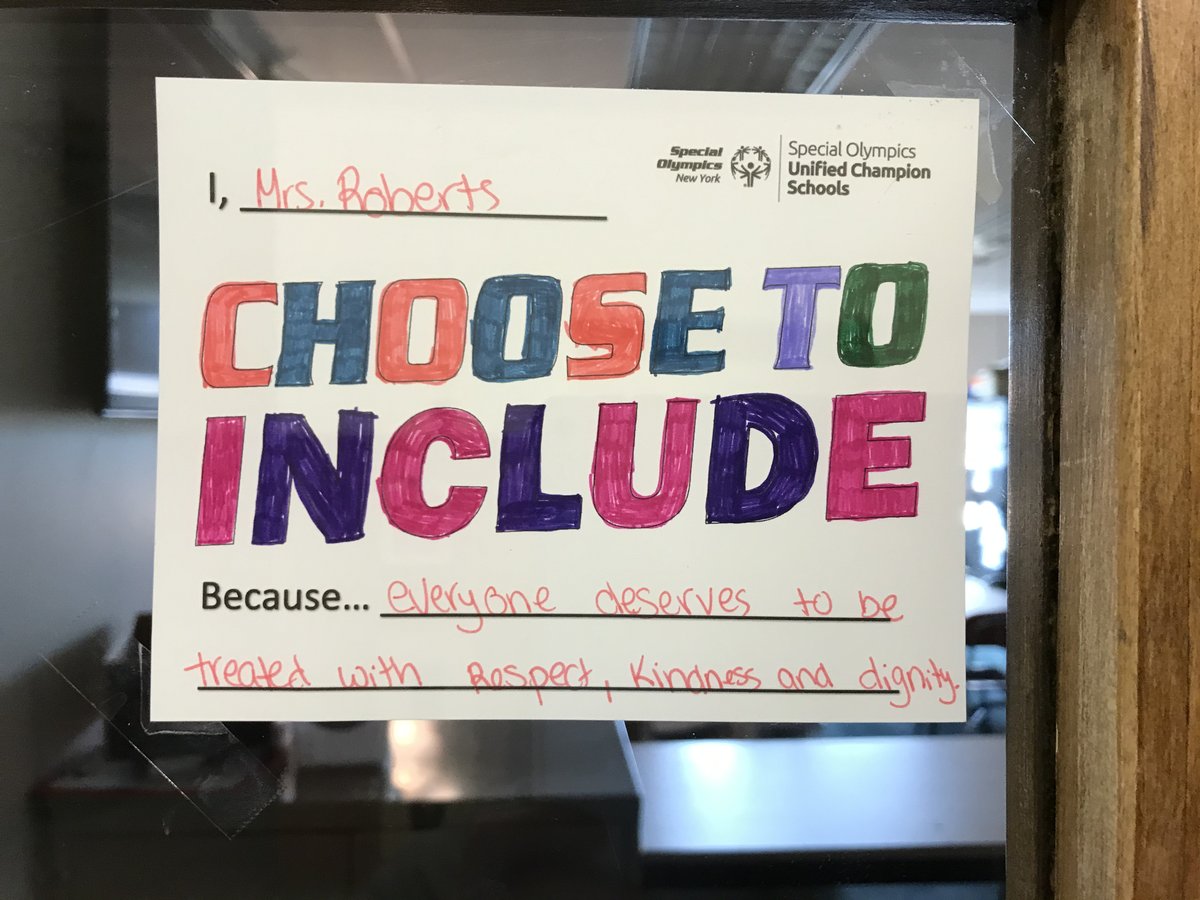 I, Mrs. Roberts
Special Olympics New York
Special Olympics Unified Champion Schools
CHOOSE TO
INCLUDE
Because... everyone deserves to be
treated with Respect, Kindness and dignity.